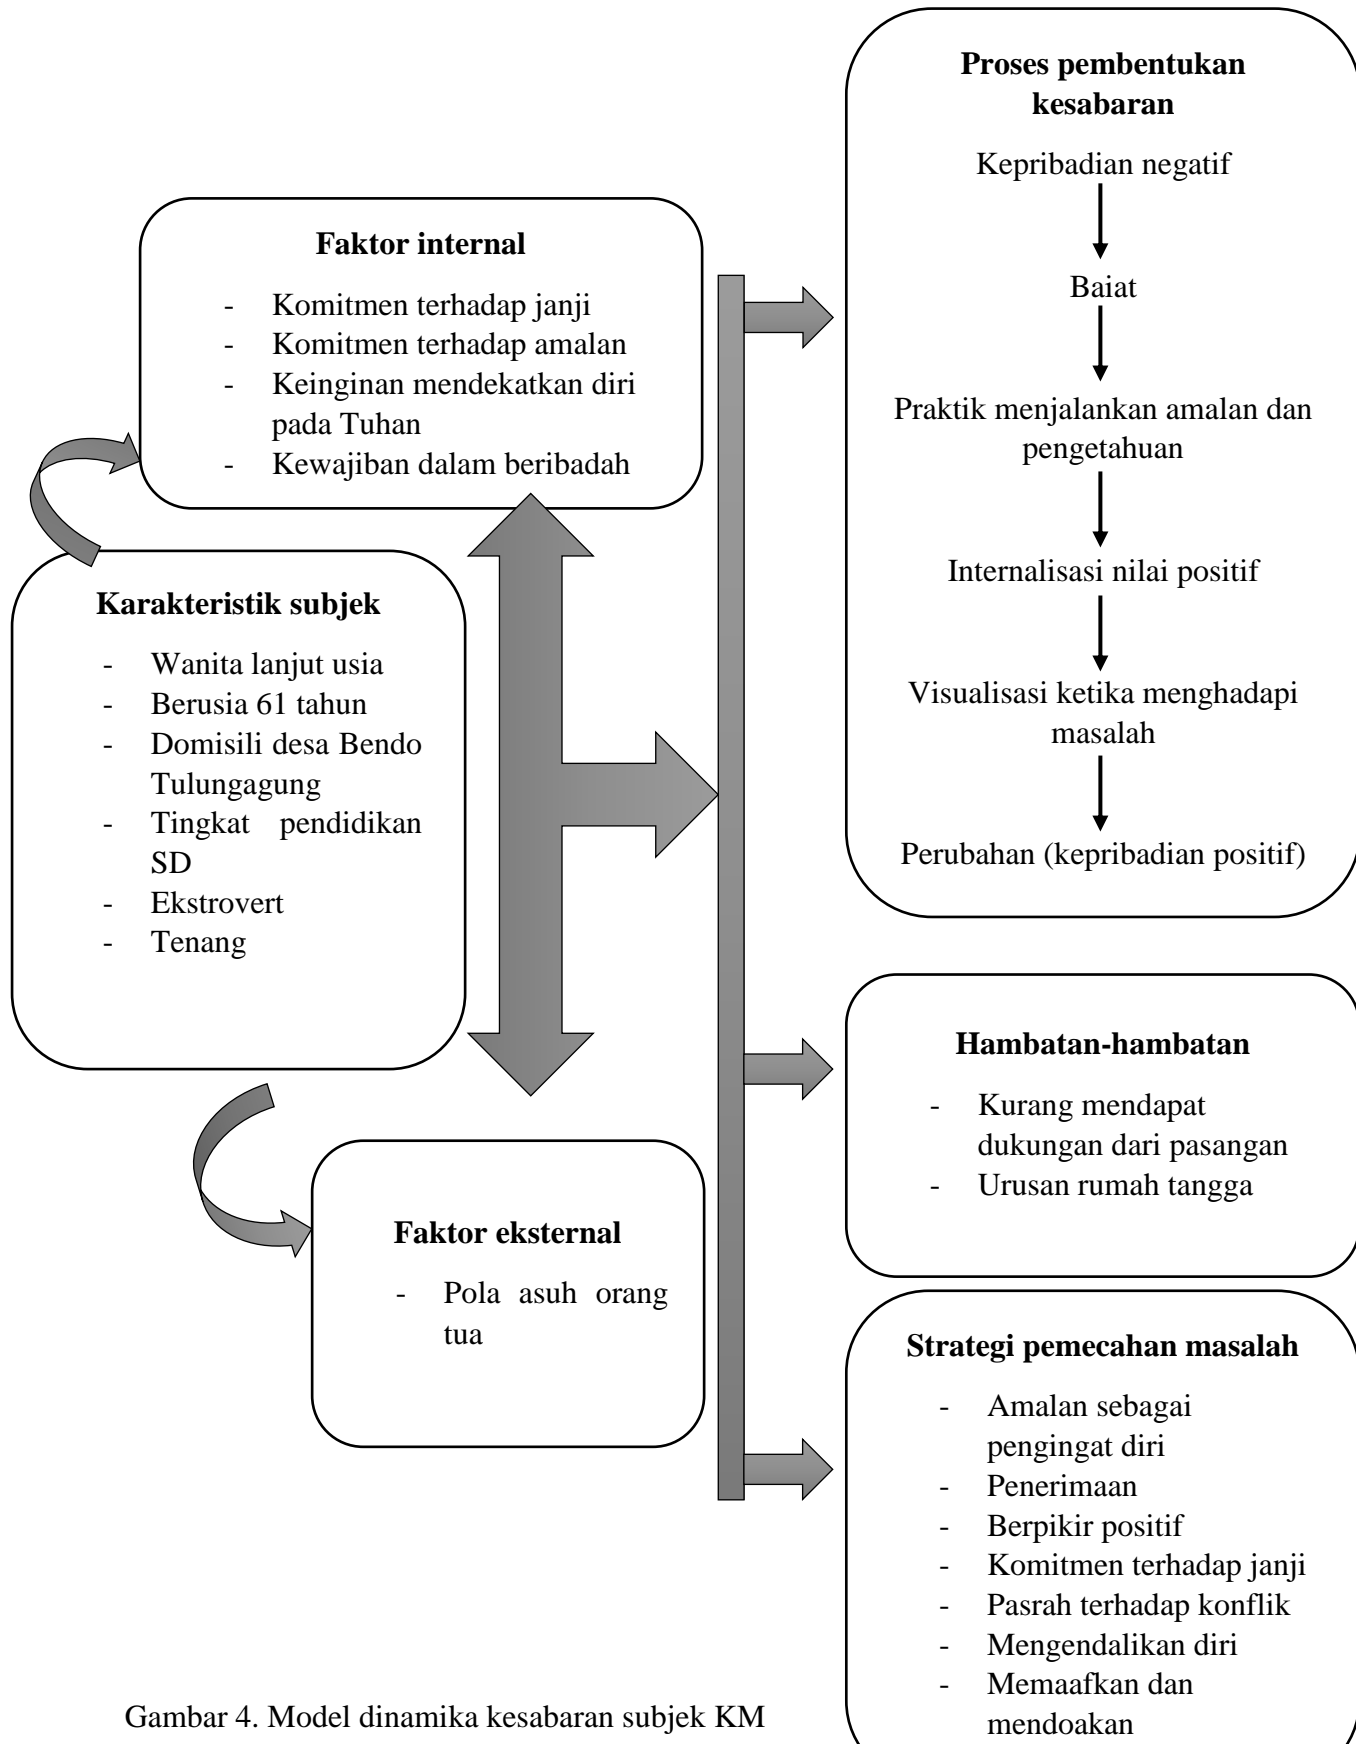 Proses pembentukan
kesabaran
Kepribadian negatif
Baiat
Praktik menjalankan amalan dan
pengetahuan
Internalisasi nilai positif
Visualisasi ketika menghadapi
masalah
Perubahan (kepribadian positif)
Faktor internal
- Komitmen terhadap janji
- Komitmen terhadap amalan
- Keinginan mendekatkan diri
pada Tuhan
- Kewajiban dalam beribadah
Karakteristik subjek
- Wanita lanjut usia
- Berusia 61 tahun
- Domisili desa Bendo
Tulungagung
- Tingkat pendidikan
SD
- Ekstrovert
- Tenang
Hambatan-hambatan
- Kurang mendapat
dukungan dari pasangan
- Urusan rumah tangga
Faktor eksternal
- Pola asuh orang
tua
Strategi pemecahan masalah
- Amalan sebagai
pengingat diri
- Penerimaan
- Berpikir positif
- Komitmen terhadap janji
- Pasrah terhadap konflik
- Mengendalikan diri
- Memaafkan dan
mendoakan
Gambar 4. Model dinamika kesabaran subjek KM